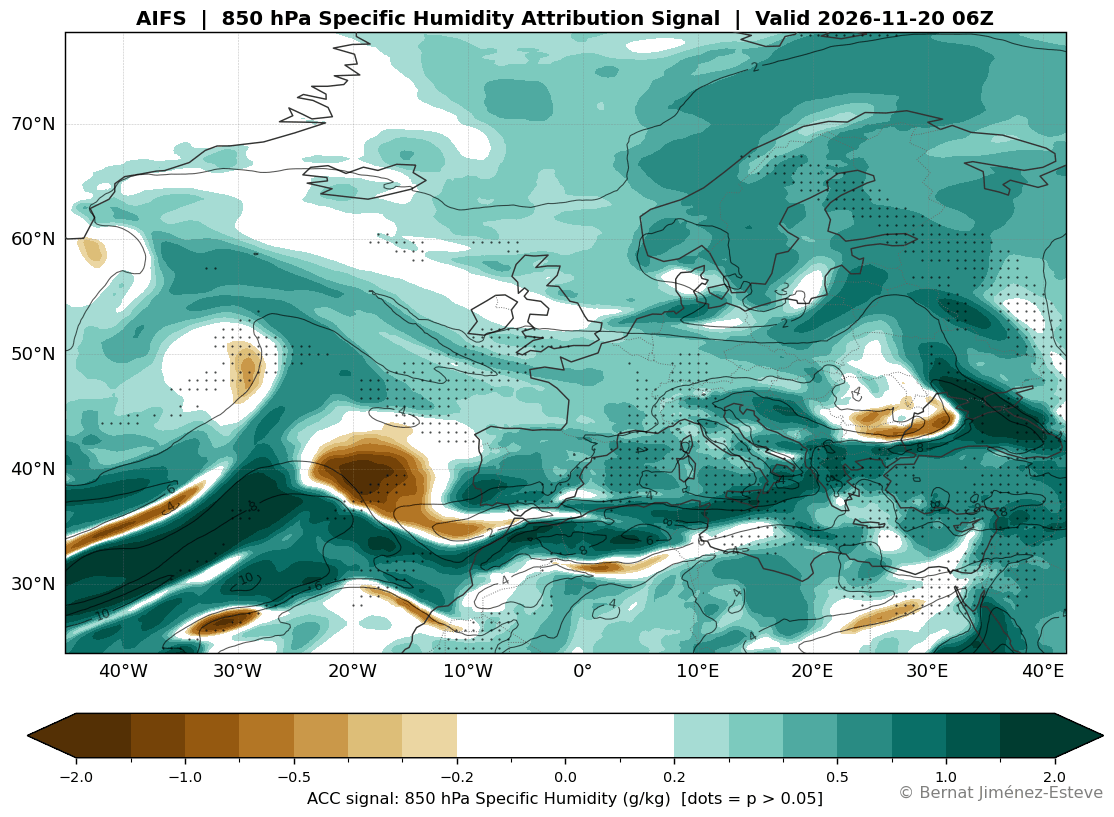 AIFS | 850 hPa Specific Humidity Attribution Signal | Valid 2026-11-20 06Z
70°N
60°N
50°N
40°N
30°N
40°W 30°W 20°W 10°W 0° 10°E 20°E 30°E 40°E
−2.0 −1.0 −0.5 −0.2 0.0 0.2 0.5 1.0 2.0
ACC signal: 850 hPa Specific Humidity (g/kg) [dots = p > 0.05]
© Bernat Jiménez-Esteve